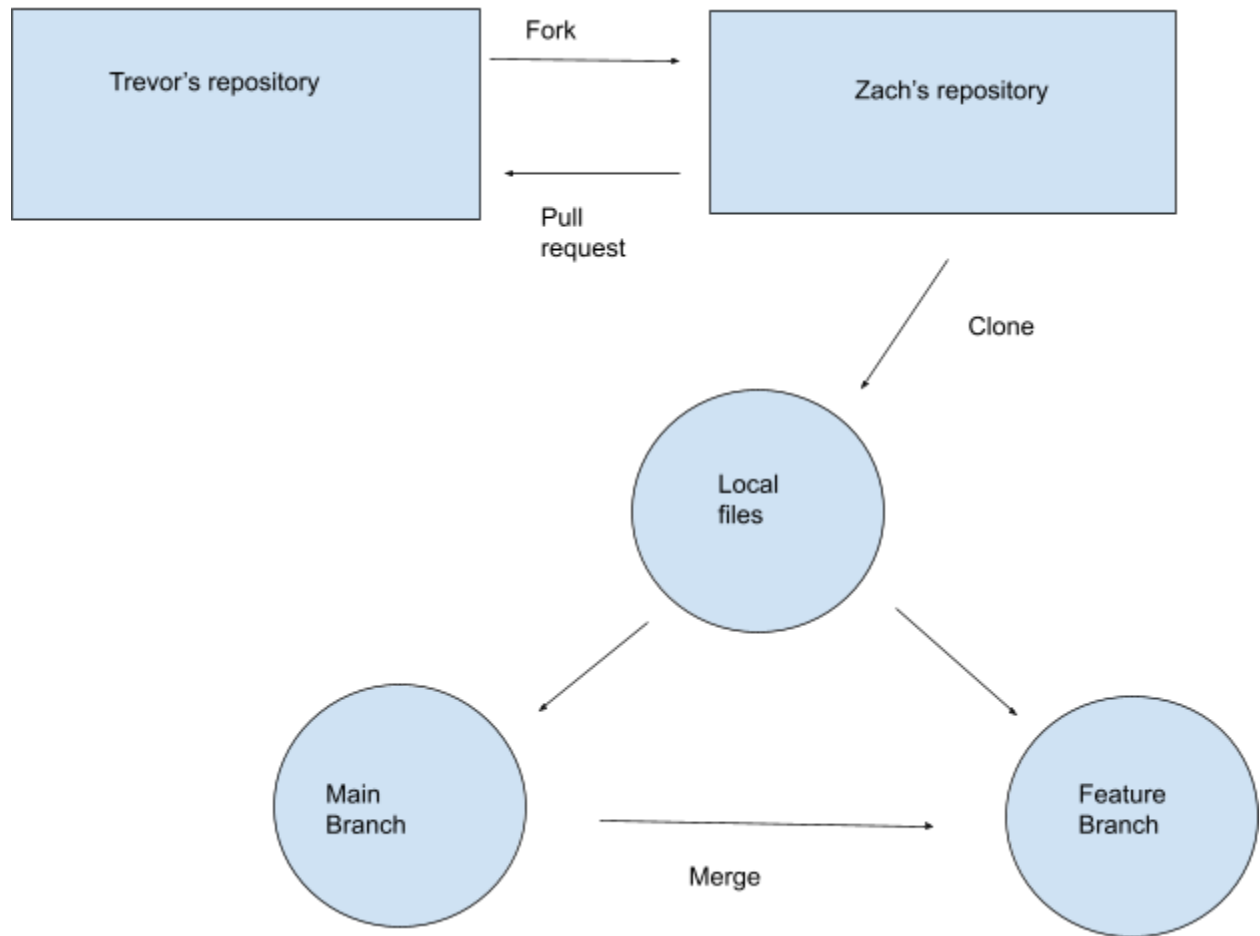 Fork
Trevor’s repository
Zach’s repository
Pull
request
Clone
Local
files
Main
Branch
Feature
Branch
Merge